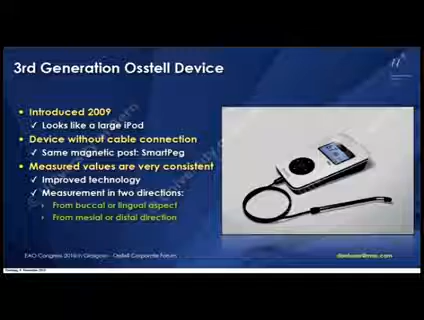 3rd Generation Osstell Device
• Introduced 2009
✓ Looks like a large iPod
• Device without cable connection
✓ Same magnetic post: SmartPeg
• Measured values are very consistent
✓ Improved technology
✓ Measurement in two directions:
› From buccal or lingual aspect
› From mesial or distal direction
EAO Congress 2010 in Glasgow - Osstell Corporate Forum